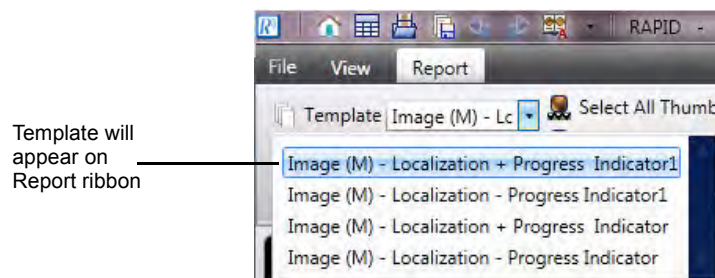 RAPID -
File View Report
Template Image (M) - Lc Select All Thumb
Template will
appear on
Report ribbon
Image (M) - Localization + Progress Indicator1
Image (M) - Localization - Progress Indicator1
Image (M) - Localization + Progress Indicator
Image (M) - Localization - Progress Indicator